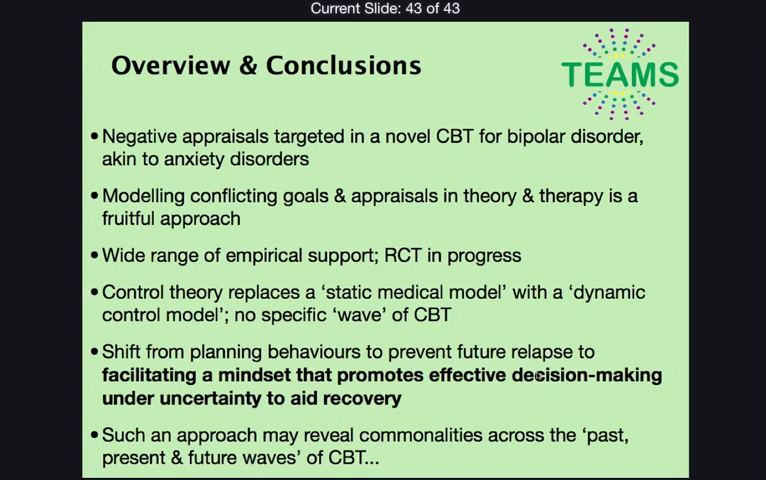 Current Slide: 43 of 43
Overview & Conclusions
TEAMS
• Negative appraisals targeted in a novel CBT for bipolar disorder,
akin to anxiety disorders
• Modelling conflicting goals & appraisals in theory & therapy is a
fruitful approach
• Wide range of empirical support; RCT in progress
• Control theory replaces a ‘static medical model’ with a ‘dynamic
control model’; no specific ‘wave’ of CBT
• Shift from planning behaviours to prevent future relapse to
facilitating a mindset that promotes effective decision-making
under uncertainty to aid recovery
• Such an approach may reveal commonalities across the ‘past,
present & future waves’ of CBT...